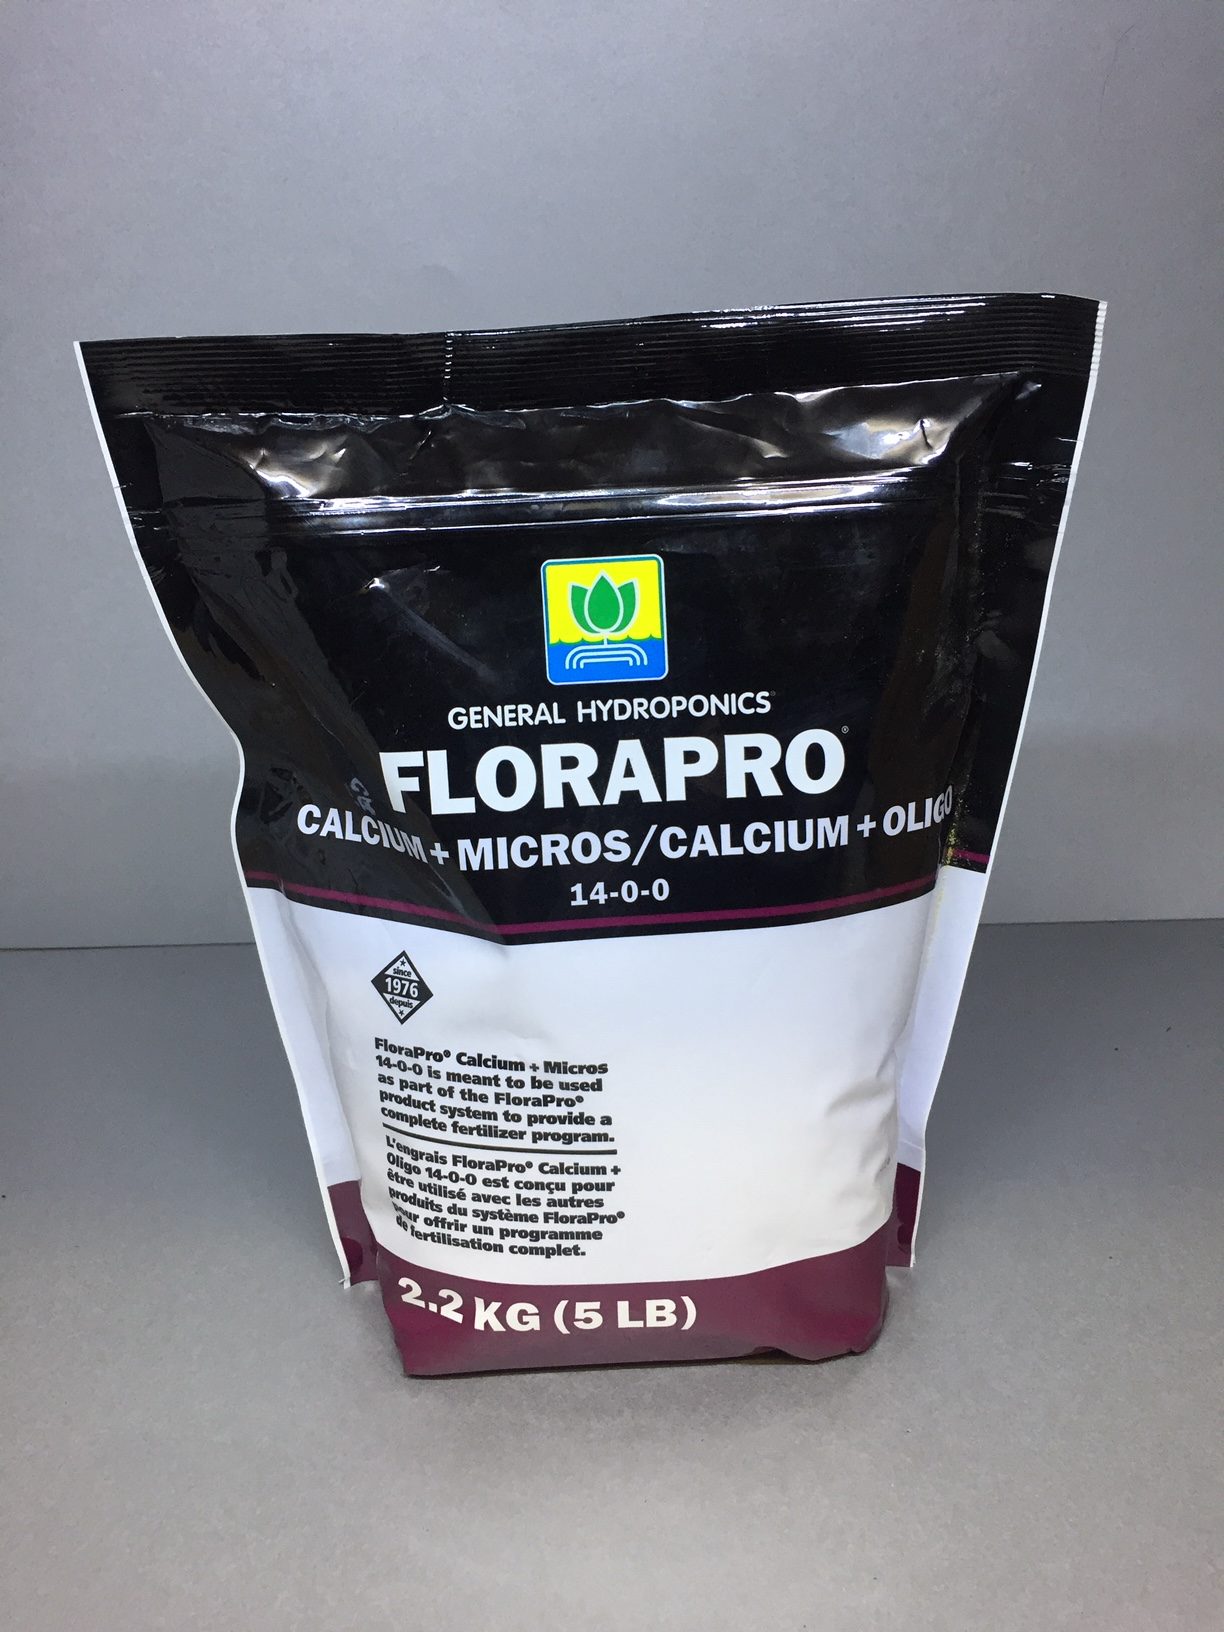 GENERAL HYDROPONICS®
FLORAPRO®
CALCIUM + MICROS/CALCIUM + OLIGO
14-0-0
since
1976
depuis
FloraPro® Calcium + Micros
14-0-0 is meant to be used
as part of the FloraPro®
product system to provide a
complete fertilizer program.
L'engrais FloraPro® Calcium +
Oligo 14-0-0 est conçu pour
être utilisé avec les autres
produits du système FloraPro®
pour offrir un programme
de fertilisation complet.
2.2 KG (5 LB)